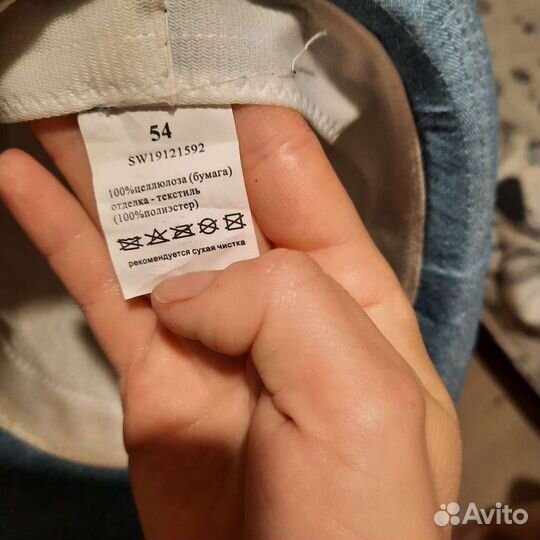 54
SW19121592
100%целлюлоза (бумага)
отделка - текстиль
(100%полиэстер)
рекомендуется сухая чистка
Avito